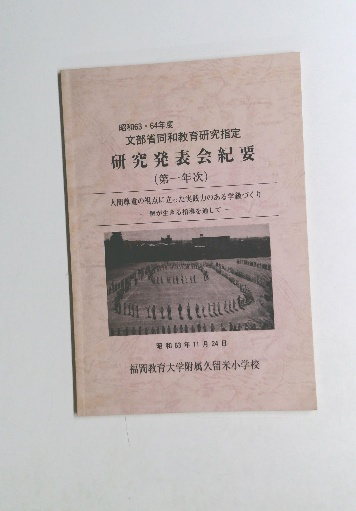 昭和63・64年度
文部省同和教育研究指定
研究発表会紀要
(第一年次)
人間尊重の視点に立った実践力のある学級づくり
－個が生きる指導を通して－
昭和63年11月24日
福岡教育大学附属久留米小学校